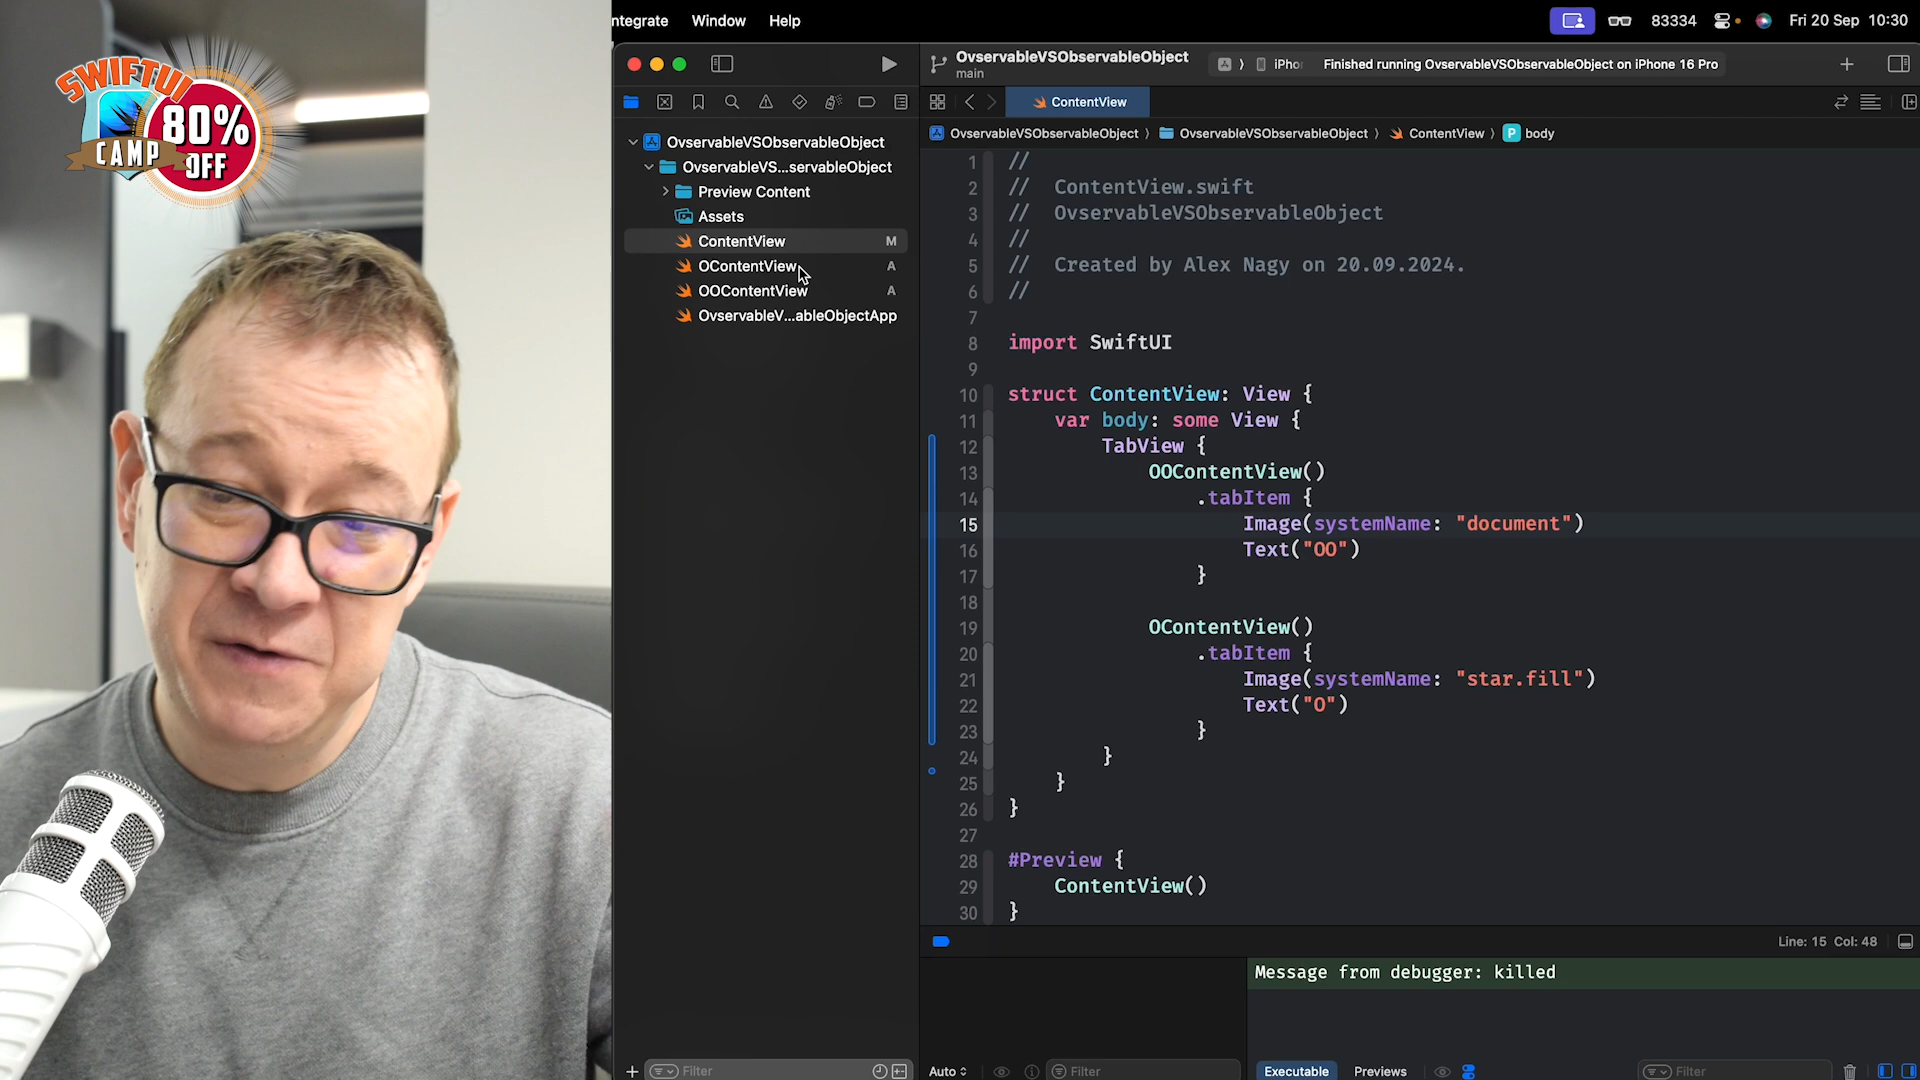 SWIFTUI
CAMP
80%
OFF
ntegrate Window Help
83334 Fri 20 Sep 10:30
OvservableVSObservableObject
main
iPhor Finished running OvservableVSObservableObject on iPhone 16 Pro
ContentView
OvservableVSObservableObject OvservableVSObservableObject ContentView P body
OvservableVSObservableObject
OvservableVS...servableObject
Preview Content
Assets
ContentView M
OContentView A
OOContentView A
OvservableV...ableObjectApp
1 //
2 // ContentView.swift
3 // OvservableVSObservableObject
4 //
5 // Created by Alex Nagy on 20.09.2024.
6 //
7
8 import SwiftUI
9
10 struct ContentView: View {
11 var body: some View {
12 TabView {
13 OOContentView()
14 .tabItem {
15 Image(systemName: "document")
16 Text("OO")
17 }
18
19 OContentView()
20 .tabItem {
21 Image(systemName: "star.fill")
22 Text("O")
23 }
24 }
25 }
26 }
27
28 #Preview {
29 ContentView()
30 }
Line: 15 Col: 48
Message from debugger: killed
Filter
Auto Filter
Executable Previews Filter